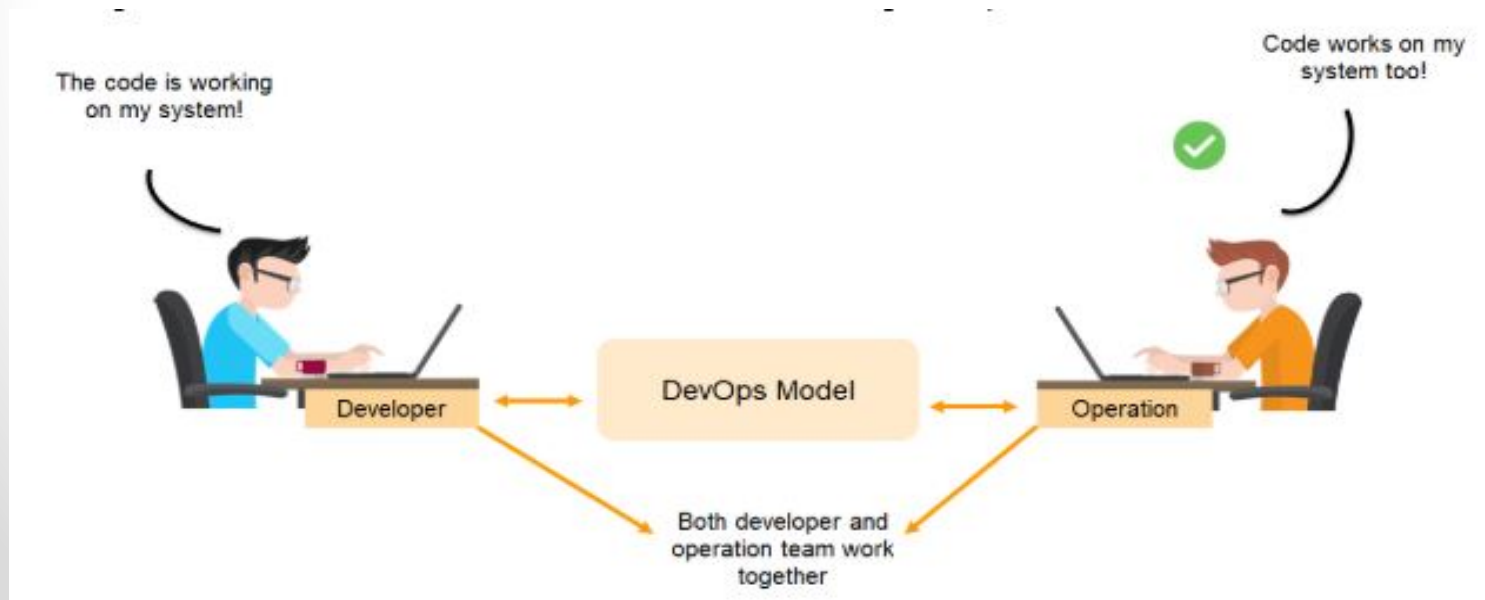 The code is working
on my system!
Code works on my
system too!
DevOps Model
Developer
Operation
Both developer and
operation team work
together